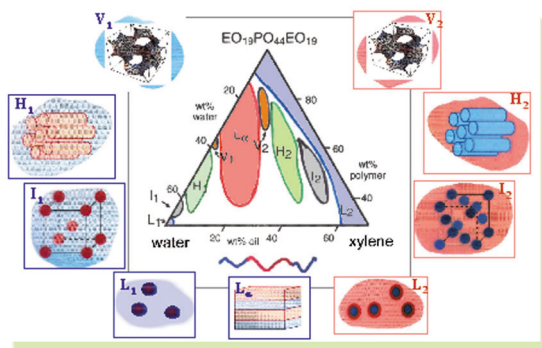 V1
V2
EO19PO44EO19
H1
H2
20
wt%
water
80
40
60
wt%
polymer
Lα
V2
V1
H2
H1
I2
I1
I2
I1
60
40
L1
L2
water
20
wt% oil
40
60
xylene
L1
Lα
L2